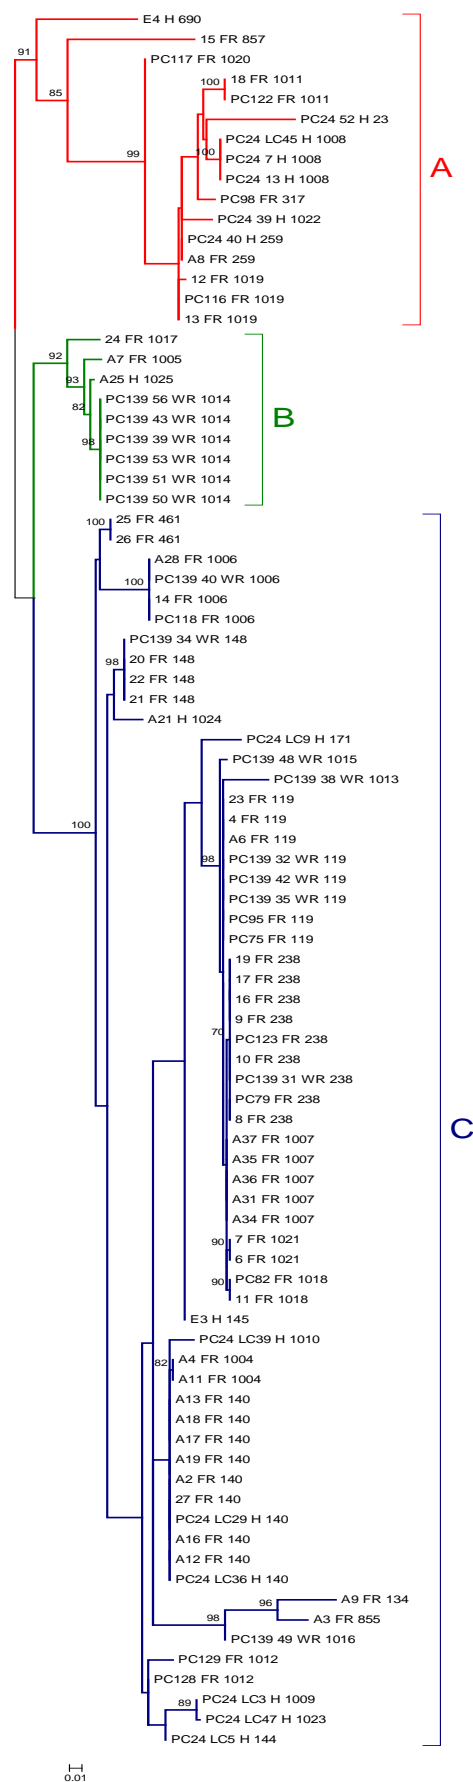 E4 H 690
91
15 FR 857
PC117 FR 1020
85
18 FR 1011
100
PC122 FR 1011
PC24 52 H 23
PC24 LC45 H 1008
100
PC24 7 H 1008
99
A
PC24 13 H 1008
PC98 FR 317
PC24 39 H 1022
PC24 40 H 259
A8 FR 259
12 FR 1019
PC116 FR 1019
13 FR 1019
24 FR 1017
92
A7 FR 1005
93
A25 H 1025
PC139 56 WR 1014
82
PC139 43 WR 1014
B
PC139 39 WR 1014
98
PC139 53 WR 1014
PC139 51 WR 1014
PC139 50 WR 1014
25 FR 461
100
26 FR 461
A28 FR 1006
PC139 40 WR 1006
100
14 FR 1006
PC118 FR 1006
PC139 34 WR 148
98
20 FR 148
22 FR 148
21 FR 148
A21 H 1024
PC24 LC9 H 171
PC139 48 WR 1015
PC139 38 WR 1013
23 FR 119
4 FR 119
100
A6 FR 119
98
PC139 32 WR 119
PC139 42 WR 119
PC139 35 WR 119
PC95 FR 119
PC75 FR 119
19 FR 238
17 FR 238
16 FR 238
9 FR 238
70
PC123 FR 238
10 FR 238
PC139 31 WR 238
PC79 FR 238
8 FR 238
C
A37 FR 1007
A35 FR 1007
A36 FR 1007
A31 FR 1007
A34 FR 1007
7 FR 1021
90
6 FR 1021
PC82 FR 1018
90
11 FR 1018
E3 H 145
PC24 LC39 H 1010
A4 FR 1004
82
A11 FR 1004
A13 FR 140
A18 FR 140
A17 FR 140
A19 FR 140
A2 FR 140
27 FR 140
PC24 LC29 H 140
A16 FR 140
A12 FR 140
PC24 LC36 H 140
A9 FR 134
96
A3 FR 855
98
PC139 49 WR 1016
PC129 FR 1012
PC128 FR 1012
PC24 LC3 H 1009
89
PC24 LC47 H 1023
PC24 LC5 H 144
0.01